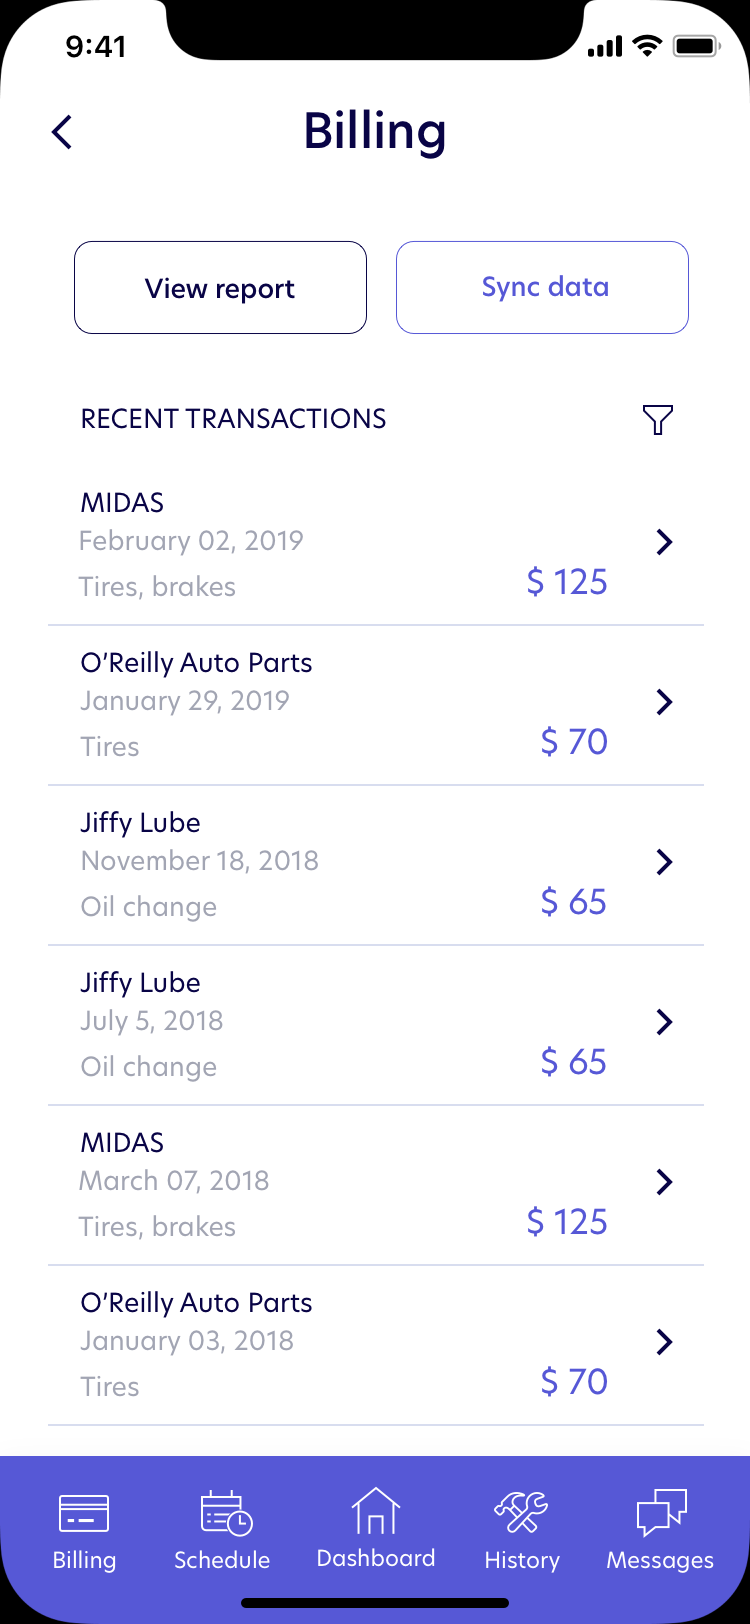 9:41
Billing
View report
Sync data
RECENT TRANSACTIONS
MIDAS
February 02, 2019
Tires, brakes
$ 125
O’Reilly Auto Parts
January 29, 2019
Tires
$ 70
Jiffy Lube
November 18, 2018
Oil change
$ 65
Jiffy Lube
July 5, 2018
Oil change
$ 65
MIDAS
March 07, 2018
Tires, brakes
$ 125
O’Reilly Auto Parts
January 03, 2018
Tires
$ 70
Billing
Schedule
Dashboard
History
Messages